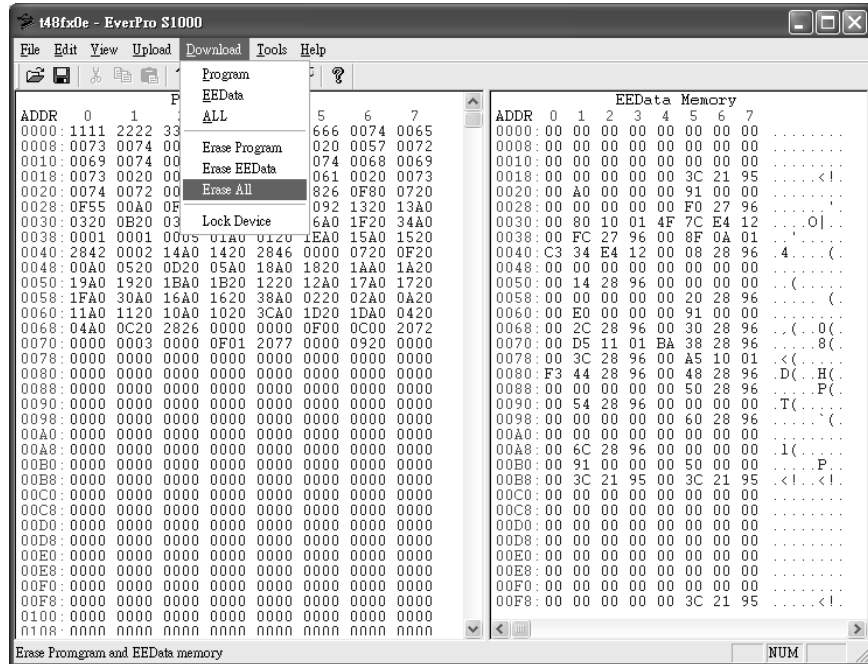 t48fx0e - EverPro S1000
File Edit View Upload Download Tools Help
Program
EEData
ALL
Erase Program
Erase EEData
Erase All
Lock Device
ADDR 0 1 5 6 7
0000: 1111 2222 33 666 0074 0065
0008: 0073 0074 00 020 0057 0072
0010: 0069 0074 00 074 0068 0069
0018: 0073 0020 00 061 0020 0073
0020: 0074 0072 00 826 0F80 0720
0028: 0F55 00A0 0F 092 1320 13A0
0030: 0320 0B20 03 6A0 1F20 34A0
0038: 0001 0001 0005 01A0 0120 1EA0 15A0 1520
0040: 2842 0002 14A0 1420 2846 0000 0720 0F20
0048: 00A0 0520 0D20 05A0 18A0 1820 1AA0 1A20
0050: 19A0 1920 1BA0 1B20 1220 12A0 17A0 1720
0058: 1FA0 30A0 16A0 1620 38A0 0220 02A0 0A20
0060: 11A0 1120 10A0 1020 3CA0 1D20 1DA0 0420
0068: 04A0 0C20 2826 0000 0000 0F00 0C00 2072
0070: 0000 0003 0000 0F01 2077 0000 0920 0000
0078: 0000 0000 0000 0000 0000 0000 0000 0000
0080: 0000 0000 0000 0000 0000 0000 0000 0000
0088: 0000 0000 0000 0000 0000 0000 0000 0000
0090: 0000 0000 0000 0000 0000 0000 0000 0000
0098: 0000 0000 0000 0000 0000 0000 0000 0000
00A0: 0000 0000 0000 0000 0000 0000 0000 0000
00A8: 0000 0000 0000 0000 0000 0000 0000 0000
00B0: 0000 0000 0000 0000 0000 0000 0000 0000
00B8: 0000 0000 0000 0000 0000 0000 0000 0000
00C0: 0000 0000 0000 0000 0000 0000 0000 0000
00C8: 0000 0000 0000 0000 0000 0000 0000 0000
00D0: 0000 0000 0000 0000 0000 0000 0000 0000
00D8: 0000 0000 0000 0000 0000 0000 0000 0000
00E0: 0000 0000 0000 0000 0000 0000 0000 0000
00E8: 0000 0000 0000 0000 0000 0000 0000 0000
00F0: 0000 0000 0000 0000 0000 0000 0000 0000
00F8: 0000 0000 0000 0000 0000 0000 0000 0000
0100: 0000 0000 0000 0000 0000 0000 0000 0000
0108: 0000 0000 0000 0000 0000 0000 0000 0000
EEData Memory
ADDR 0 1 2 3 4 5 6 7
0000: 00 00 00 00 00 00 00 00 ........
0008: 00 00 00 00 00 00 00 00 ........
0010: 00 00 00 00 00 00 00 00 ........
0018: 00 00 00 00 00 3C 21 95 .....<!.
0020: 00 A0 00 00 00 91 00 00 ........
0028: 00 00 00 00 00 F0 27 96 ......'.
0030: 00 80 10 01 4F 7C E4 12 ....O|..
0038: 00 FC 27 96 00 8F 0A 01 ..'.....
0040: C3 34 E4 12 00 08 28 96 .4....(.
0048: 00 00 00 00 00 00 00 00 ........
0050: 00 14 28 96 00 00 00 00 ..(.....
0058: 00 00 00 00 00 20 28 96 ..... (.
0060: 00 E0 00 00 00 91 00 00 ........
0068: 00 2C 28 96 00 30 28 96 .,(..0(.
0070: 00 D5 11 01 BA 38 28 96 .....8(.
0078: 00 3C 28 96 00 A5 10 01 .<(.....
0080: F3 44 28 96 00 48 28 96 .D(..H(.
0088: 00 00 00 00 00 50 28 96 .....P(.
0090: 00 54 28 96 00 00 00 00 .T(.....
0098: 00 00 00 00 00 60 28 96 .....`(.
00A0: 00 00 00 00 00 00 00 00 ........
00A8: 00 6C 28 96 00 00 00 00 .l(.....
00B0: 00 91 00 00 00 50 00 00 .....P..
00B8: 00 3C 21 95 00 3C 21 95 .<!..<!.
00C0: 00 00 00 00 00 00 00 00 ........
00C8: 00 00 00 00 00 00 00 00 ........
00D0: 00 00 00 00 00 00 00 00 ........
00D8: 00 00 00 00 00 00 00 00 ........
00E0: 00 00 00 00 00 00 00 00 ........
00E8: 00 00 00 00 00 00 00 00 ........
00F0: 00 00 00 00 00 00 00 00 ........
00F8: 00 00 00 00 00 3C 21 95 .....<!.
Erase Promgram and EEData memory
NUM